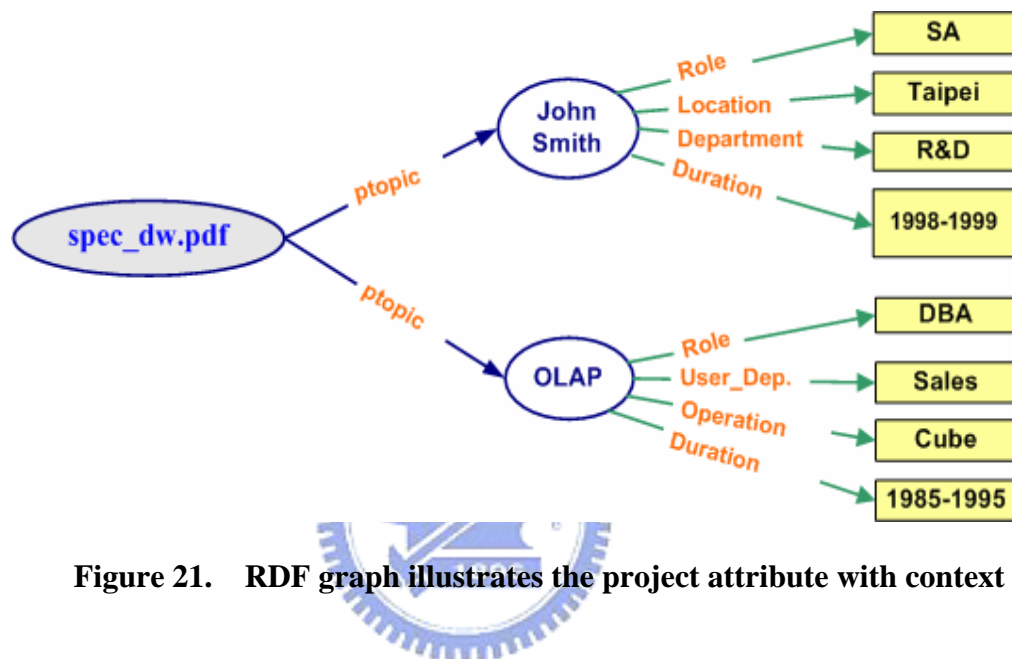 spec_dw.pdf
ptopic
John
Smith
Role
SA
Location
Taipei
Department
R&D
Duration
1998-1999
ptopic
OLAP
Role
DBA
User_Dep.
Sales
Operation
Cube
Duration
1985-1995
Figure 21. RDF graph illustrates the project attribute with context